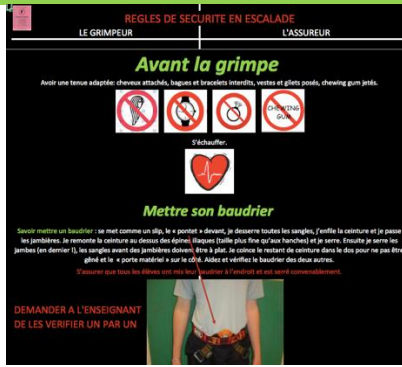 REGLES DE SECURITE EN ESCALADE
LE GRIMPEUR
L'ASSUREUR
Avant la grimpe
Avoir une tenue adaptée: cheveux attachés, bagues et bracelets interdits, vestes et gilets posés, chewing gum jetés.
CHEWING
GUM
S'échauffer.
Mettre son baudrier
Savoir mettre un baudrier : se met comme un slip, le « pontet » devant, je desserre toutes les sangles, j'enfile la ceinture et je passe
les jambières. Je remonte la ceinture au dessus des épines iliaques (taille plus fine qu'aux hanches) et je serre. Ensuite je serre les
jambes (en dernier !), les sangles avant des jambières doivent être à plat. Je coince le restant de ceinture dans le dos pour ne pas être
gêné et le « porte matériel » sur le côté. Aidez et vérifiez le baudrier des deux autres.
S'assurer que tous les élèves ont mis leur baudrier à l'endroit et est serré convenablement.
DEMANDER A L'ENSEIGNANT
DE LES VERIFIER UN PAR UN